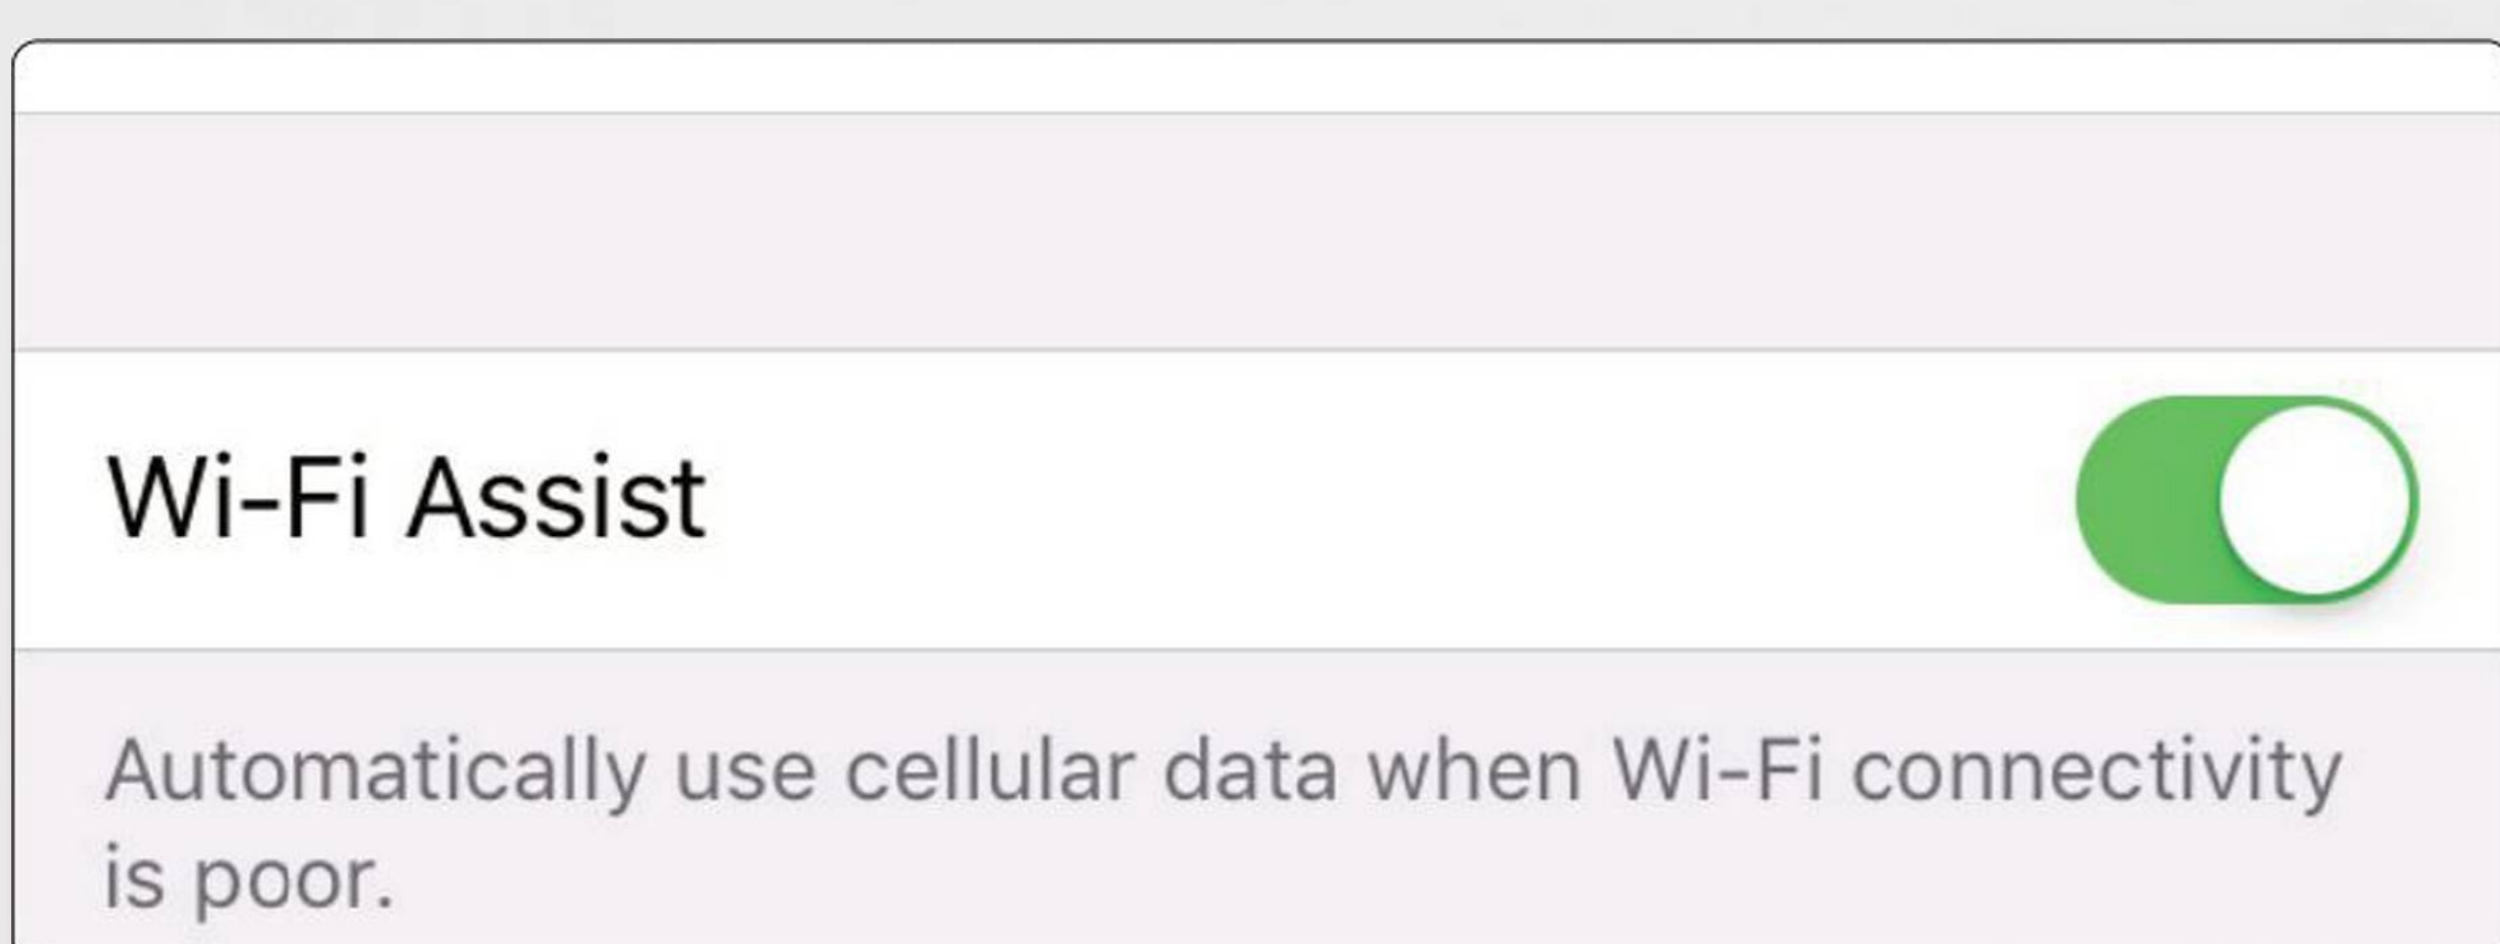 Wi-Fi Assist
Automatically use cellular data when Wi-Fi connectivity
is poor.